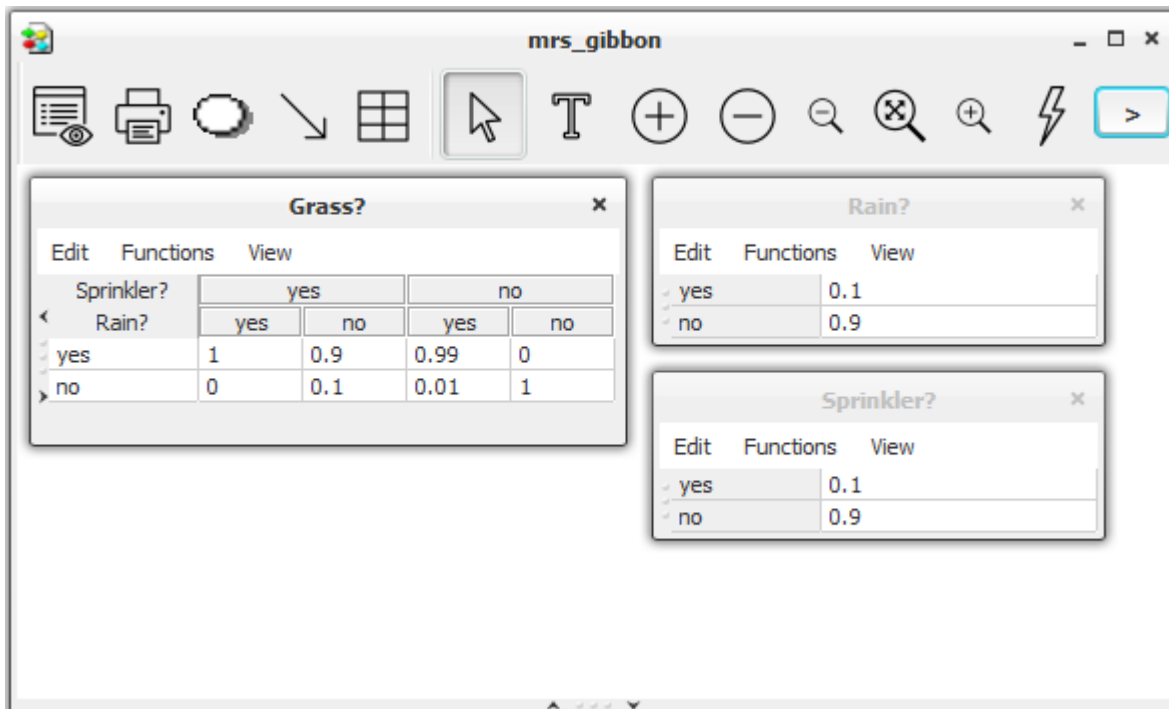 mrs_gibbon
T
>
Grass?
Edit Functions View
Sprinkler? yes no
Rain? yes no yes no
yes 1 0.9 0.99 0
no 0 0.1 0.01 1
Rain?
Edit Functions View
yes 0.1
no 0.9
Sprinkler?
Edit Functions View
yes 0.1
no 0.9